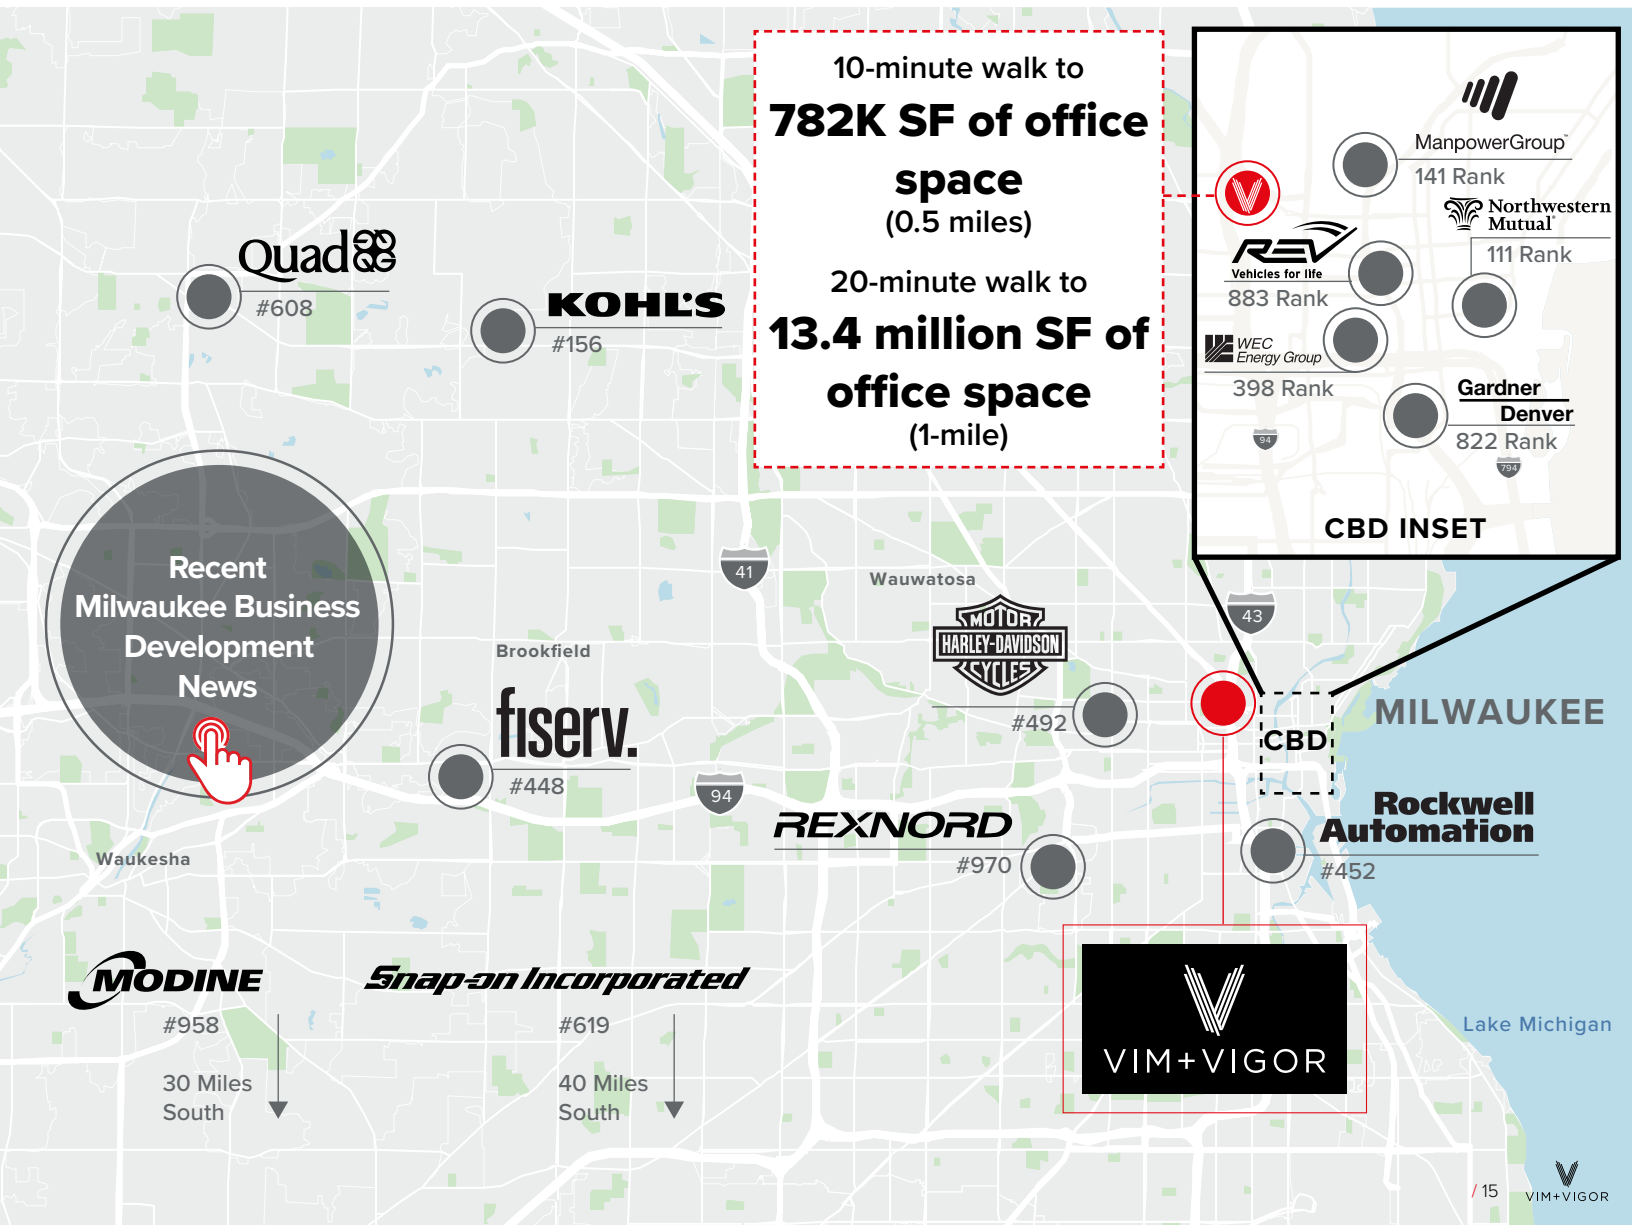 10-minute walk to
782K SF of office
space
(0.5 miles)
20-minute walk to
13.4 million SF of
office space
(1-mile)
ManpowerGroup™
141 Rank
Northwestern
Mutual®
111 Rank
REV
Vehicles for life
883 Rank
WEC
Energy Group
398 Rank
Gardner
Denver
822 Rank
94
794
CBD INSET
Quad
#608
KOHL'S
#156
Recent
Milwaukee Business
Development
News
41
Wauwatosa
43
MOTOR
HARLEY-DAVIDSON
CYCLES
#492
Brookfield
fiserv.
#448
94
MILWAUKEE
CBD
REXNORD
#970
Rockwell
Automation
#452
Waukesha
MODINE
#958
30 Miles
South
Snap-on Incorporated
#619
40 Miles
South
VIM+VIGOR
Lake Michigan
/ 15
VIM+VIGOR